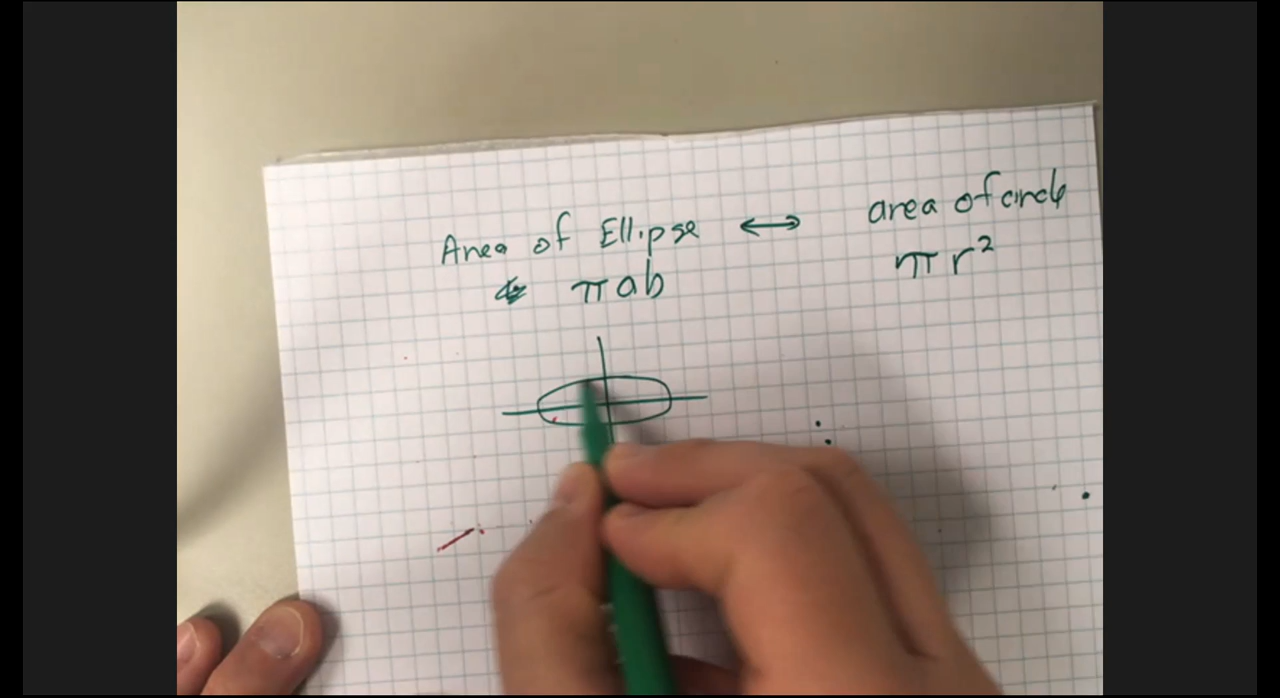 Area of Ellipse ↔ area of circle
πab πr²